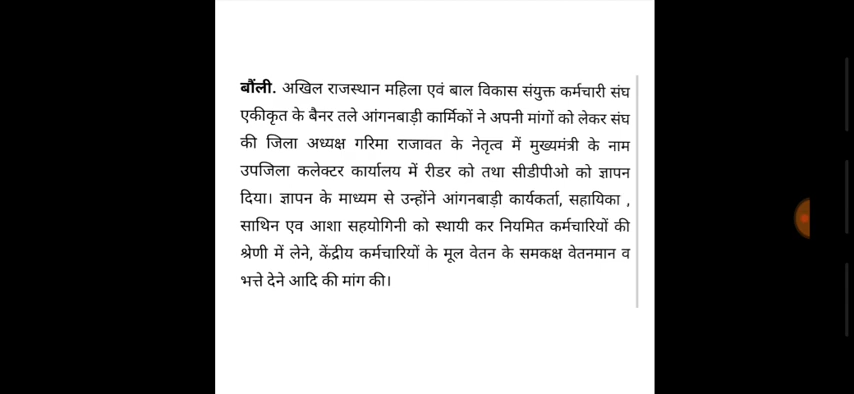 बौंली. अखिल राजस्थान महिला एवं बाल विकास संयुक्त कर्मचारी संघ
एकीकृत के बैनर तले आंगनबाड़ी कार्मिकों ने अपनी मांगों को लेकर संघ
की जिला अध्यक्ष गरिमा राजावत के नेतृत्व में मुख्यमंत्री के नाम
उपजिला कलेक्टर कार्यालय में रीडर को तथा सीडीपीओ को ज्ञापन
दिया। ज्ञापन के माध्यम से उन्होंने आंगनबाड़ी कार्यकर्ता, सहायिका ,
साथिन एव आशा सहयोगिनी को स्थायी कर नियमित कर्मचारियों की
श्रेणी में लेने, केंद्रीय कर्मचारियों के मूल वेतन के समकक्ष वेतनमान व
भत्ते देने आदि की मांग की।